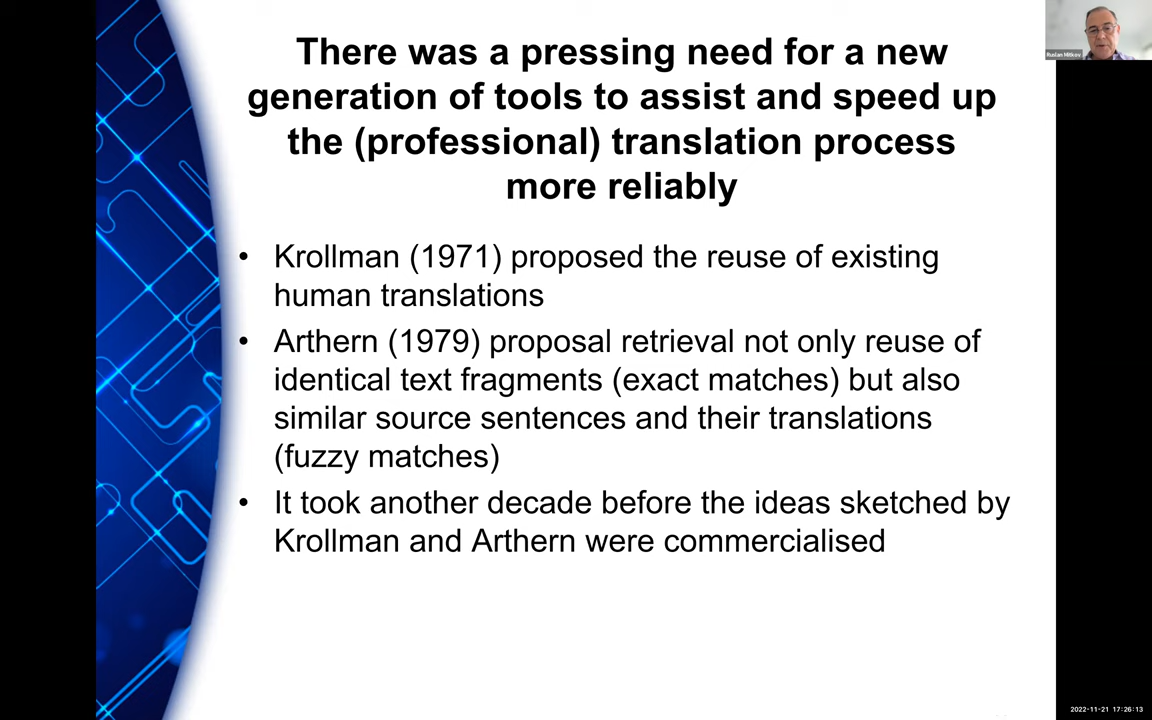 There was a pressing need for a new
generation of tools to assist and speed up
the (professional) translation process
more reliably
• Krollman (1971) proposed the reuse of existing
human translations
• Arthern (1979) proposal retrieval not only reuse of
identical text fragments (exact matches) but also
similar source sentences and their translations
(fuzzy matches)
• It took another decade before the ideas sketched by
Krollman and Arthern were commercialised
Ruslan Mitkov
2022-11-21 17:26:13